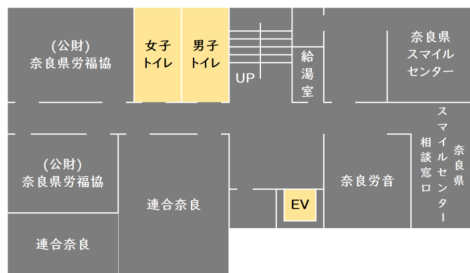 (公財)
奈良県労福協
女子
トイレ
男子
トイレ
UP
給湯室
奈良県
スマイル
センター
(公財)
奈良県労福協
連合奈良
連合奈良
EV
奈良労音
奈良県
スマイルセンター
相談窓口